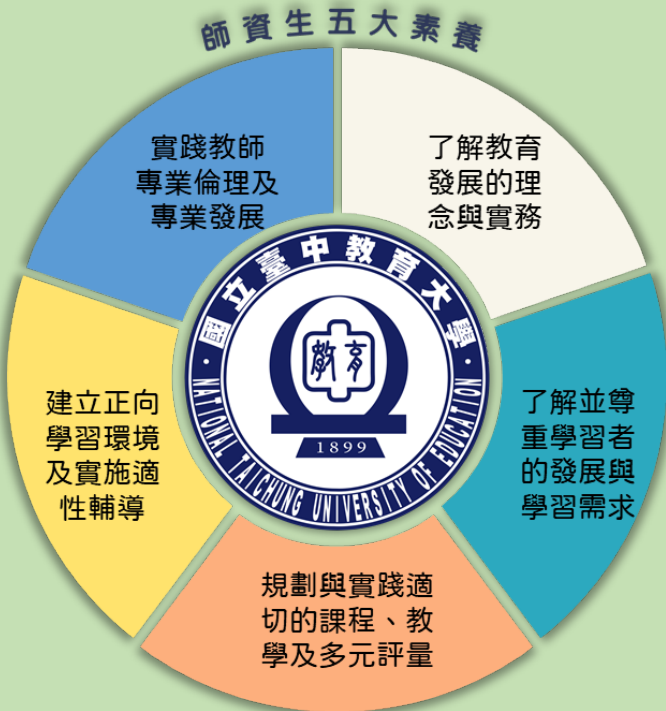 師資生五大素養
實踐教師
專業倫理及
專業發展
了解教育
發展的理
念與實務
建立正向
學習環境
及實施適
性輔導
了解並尊
重學習者
的發展與
學習需求
規劃與實踐適
切的課程、教
學及多元評量
國立臺中教育大學
教育
1899
NATIONAL TAICHUNG UNIVERSITY OF EDUCATION